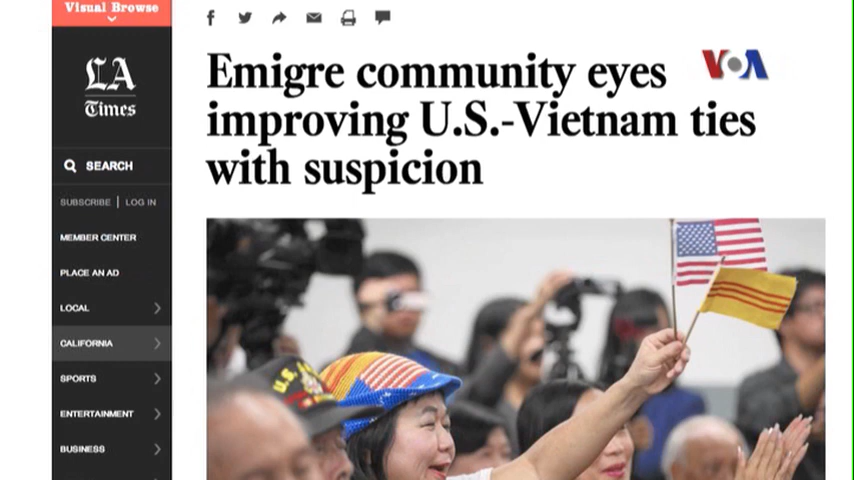 Visual Browse
LA
Times
SEARCH
SUBSCRIBE | LOG IN
MEMBER CENTER
PLACE AN AD
LOCAL
CALIFORNIA
SPORTS
ENTERTAINMENT
BUSINESS
Emigre community eyes
improving U.S.-Vietnam ties
with suspicion
VOA
U.S.